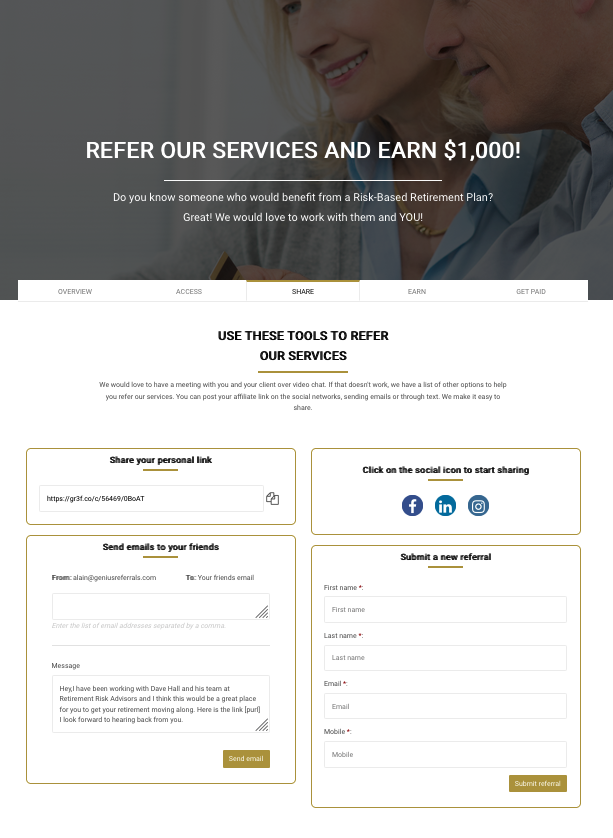 REFER OUR SERVICES AND EARN $1,000!
Do you know someone who would benefit from a Risk-Based Retirement Plan?
Great! We would love to work with them and YOU!
OVERVIEW
ACCESS
SHARE
EARN
GET PAID
USE THESE TOOLS TO REFER
OUR SERVICES
We would love to have a meeting with you and your client over video chat. If that doesn't work, we have a list of other options to help
you refer our services. You can post your affiliate link on the social networks, sending emails or through text. We make it easy to
share.
Share your personal link
https://gr3f.co/c/56469/0BoAT
Send emails to your friends
From: alain@geniusreferrals.com
To: Your friends email
Enter the list of email addresses separated by a comma.
Message
Hey,I have been working with Dave Hall and his team at
Retirement Risk Advisors and I think this would be a great place
for you to get your retirement moving along. Here is the link [purl]
I look forward to hearing back from you.
Send email
Click on the social icon to start sharing
Submit a new referral
First name *:
First name
Last name *:
Last name
Email *:
Email
Mobile *:
Mobile
Submit referral